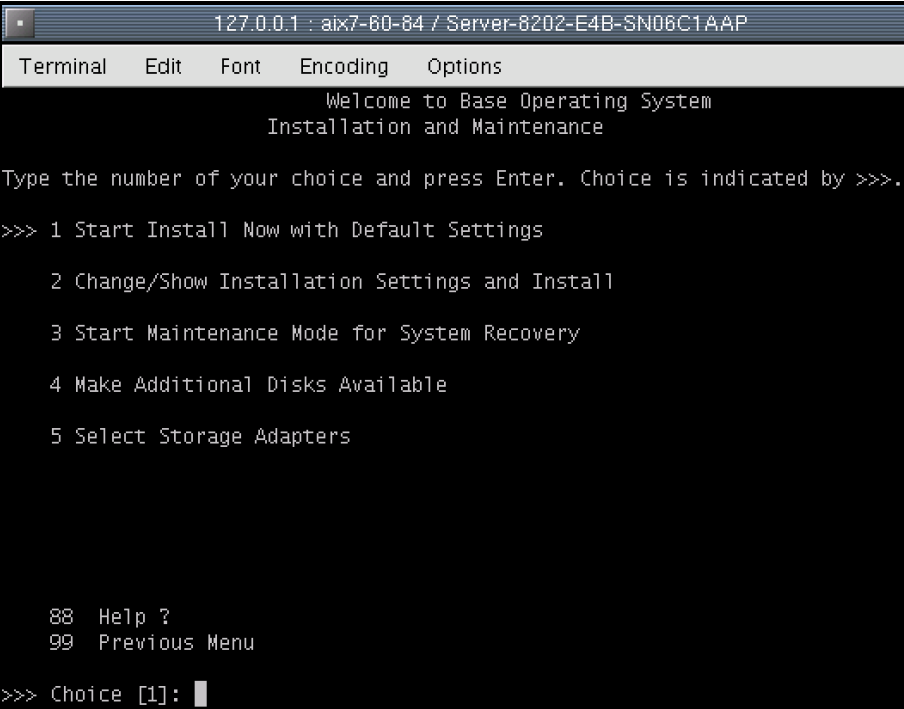 127.0.0.1 : aix7-60-84 / Server-8202-E4B-SN06C1AAP
Terminal Edit Font Encoding Options
Welcome to Base Operating System
Installation and Maintenance
Type the number of your choice and press Enter. Choice is indicated by >>>.
>>> 1 Start Install Now with Default Settings
2 Change/Show Installation Settings and Install
3 Start Maintenance Mode for System Recovery
4 Make Additional Disks Available
5 Select Storage Adapters
88 Help ?
99 Previous Menu
>>> Choice [1]: